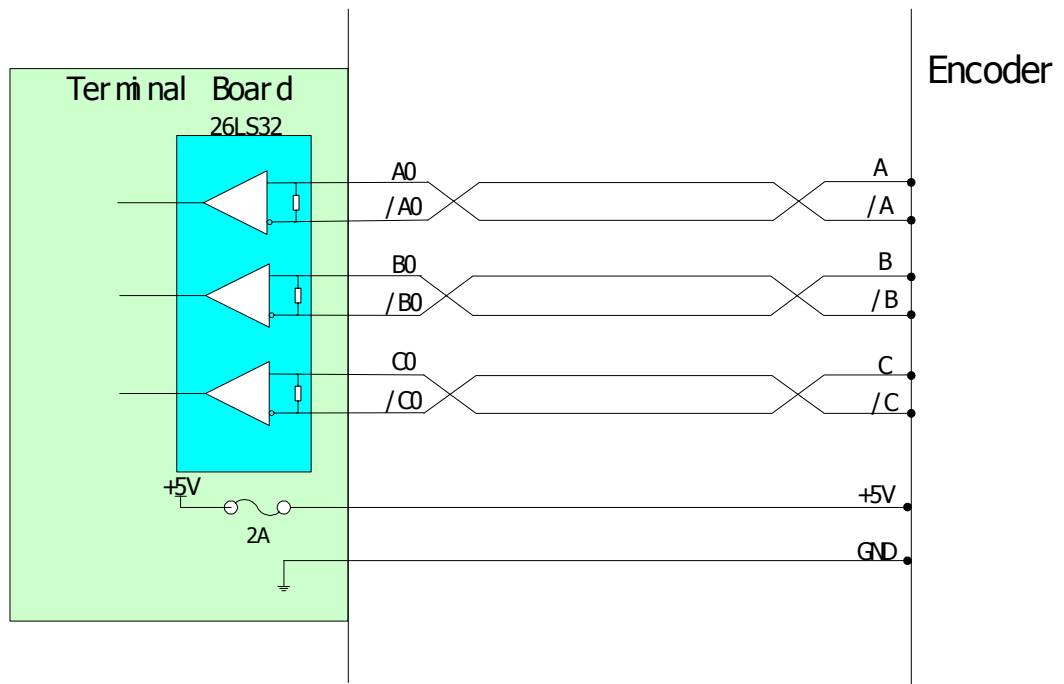 Encoder
Terminal Board
26LS32
A0
A
/A0
/A
B0
B
/B0
/B
C0
C
/C0
/C
+5V
+5V
2A
GND